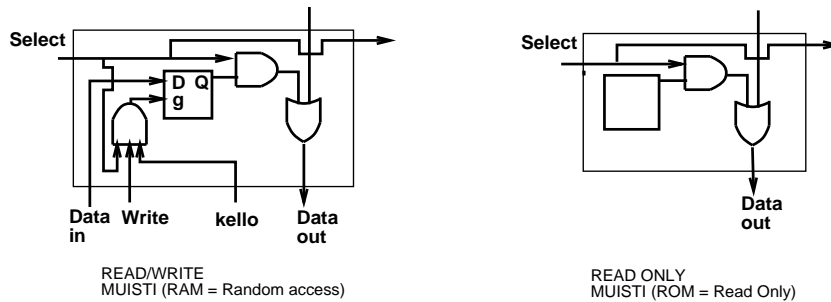 Select
D Q
g
Data in
Write
kello
Data out
READ/WRITE
MUISTI (RAM = Random access)
Select
Data out
READ ONLY
MUISTI (ROM = Read Only)